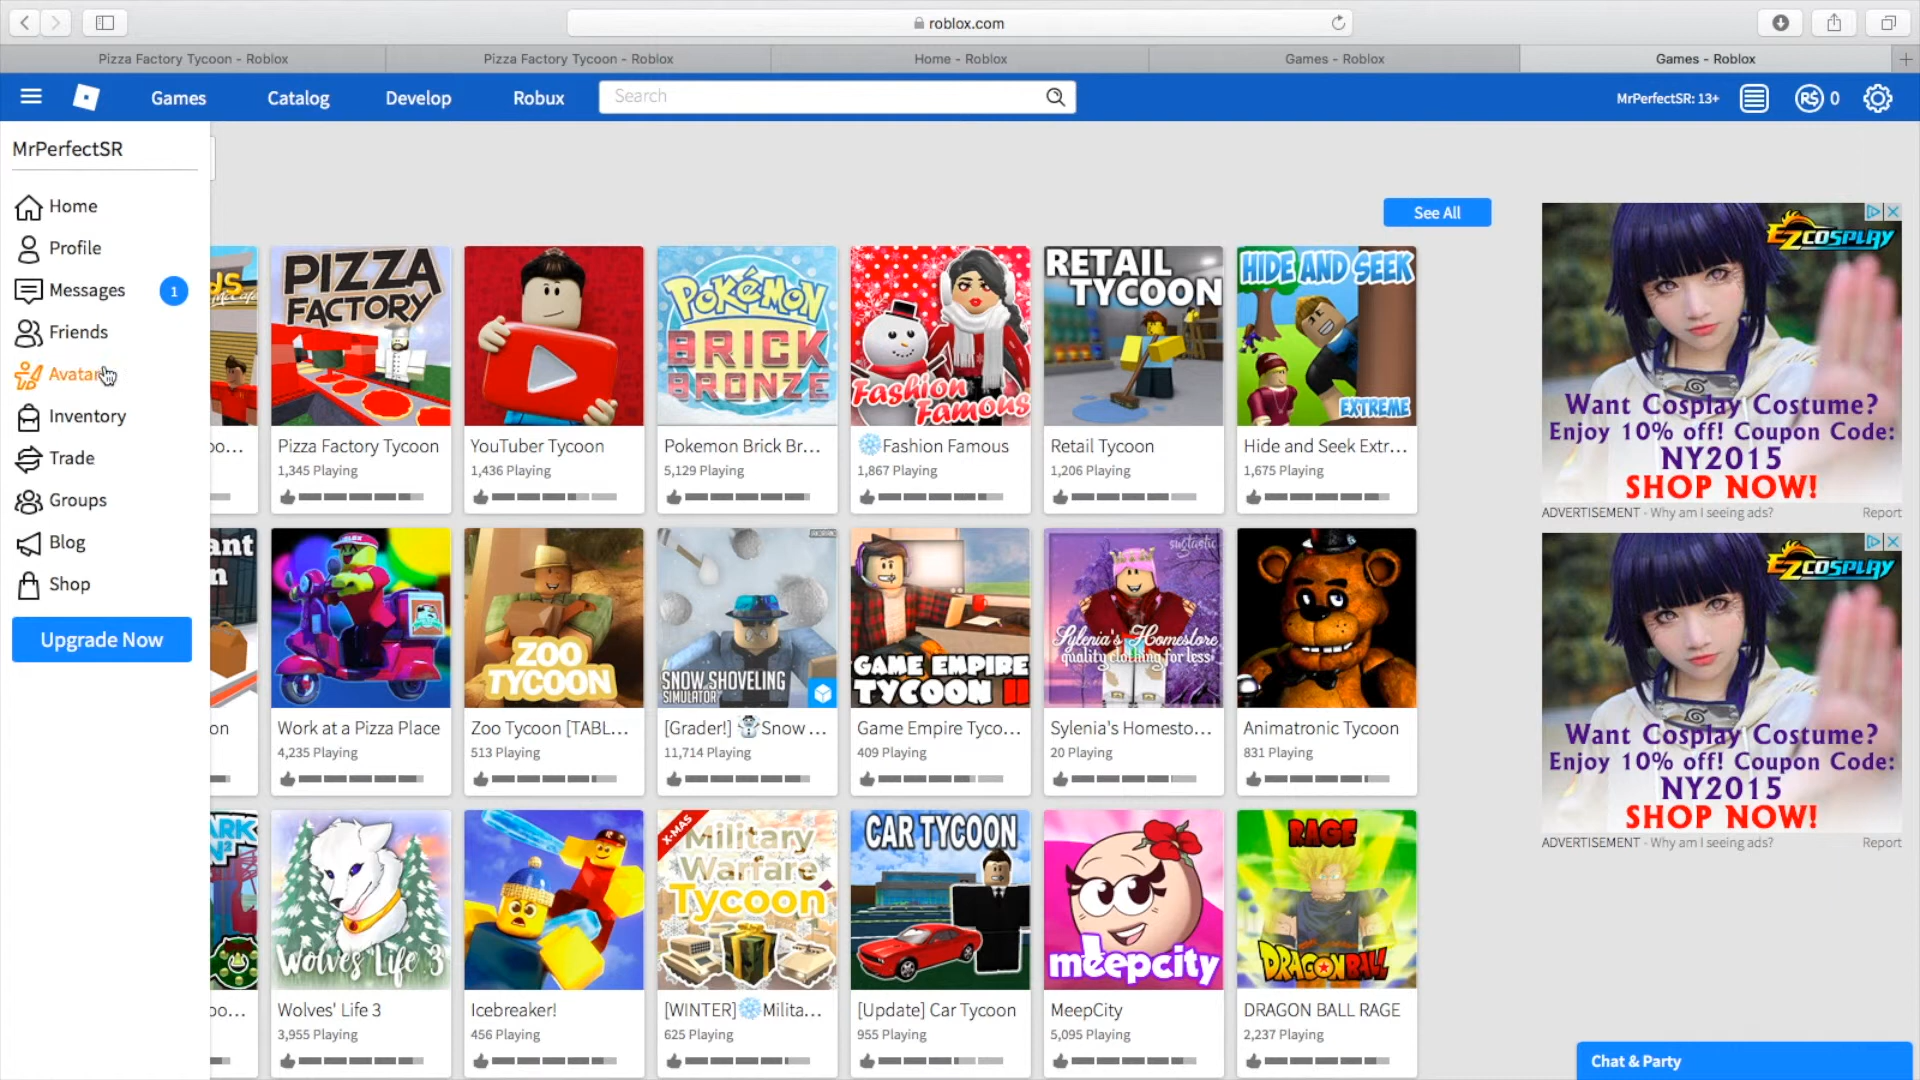 roblox.com
Pizza Factory Tycoon - Roblox
Pizza Factory Tycoon - Roblox
Home - Roblox
Games - Roblox
Games - Roblox
Games
Catalog
Develop
Robux
Search
MrPerfectSR: 13+
R$ 0
MrPerfectSR
Home
Profile
Messages 1
Friends
Avatar
Inventory
Trade
Groups
Blog
Shop
Upgrade Now
See All
PIZZA
FACTORY
POKéMON
BRICK
BRONZE
Fashion
Famous
RETAIL
TYCOON
HIDE AND SEEK
EXTREME
Pizza Factory Tycoon
1,345 Playing
YouTuber Tycoon
1,436 Playing
Pokemon Brick Br...
5,129 Playing
Fashion Famous
1,867 Playing
Retail Tycoon
1,206 Playing
Hide and Seek Extr...
1,675 Playing
ZOO
TYCOON
SNOW SHOVELING
SIMULATOR
GAME EMPIRE
TYCOON II
Sylenia's Homestore
quality clothing for less
Work at a Pizza Place
4,235 Playing
Zoo Tycoon [TABL...
513 Playing
[Grader!] Snow ...
11,714 Playing
Game Empire Tyco...
409 Playing
Sylenia's Homesto...
20 Playing
Animatronic Tycoon
831 Playing
Wolves' Life 3
X-MAS
Military
Warfare
Tycoon
CAR TYCOON
meepcity
RAGE
DRAGON BALL
Wolves' Life 3
3,955 Playing
Icebreaker!
456 Playing
[WINTER] Milita...
625 Playing
[Update] Car Tycoon
955 Playing
MeepCity
5,095 Playing
DRAGON BALL RAGE
2,237 Playing
EZCOSPLAY
Want Cosplay Costume?
Enjoy 10% off! Coupon Code:
NY2015
SHOP NOW!
ADVERTISEMENT - Why am I seeing ads?
Report
EZCOSPLAY
Want Cosplay Costume?
Enjoy 10% off! Coupon Code:
NY2015
SHOP NOW!
ADVERTISEMENT - Why am I seeing ads?
Report
Chat & Party